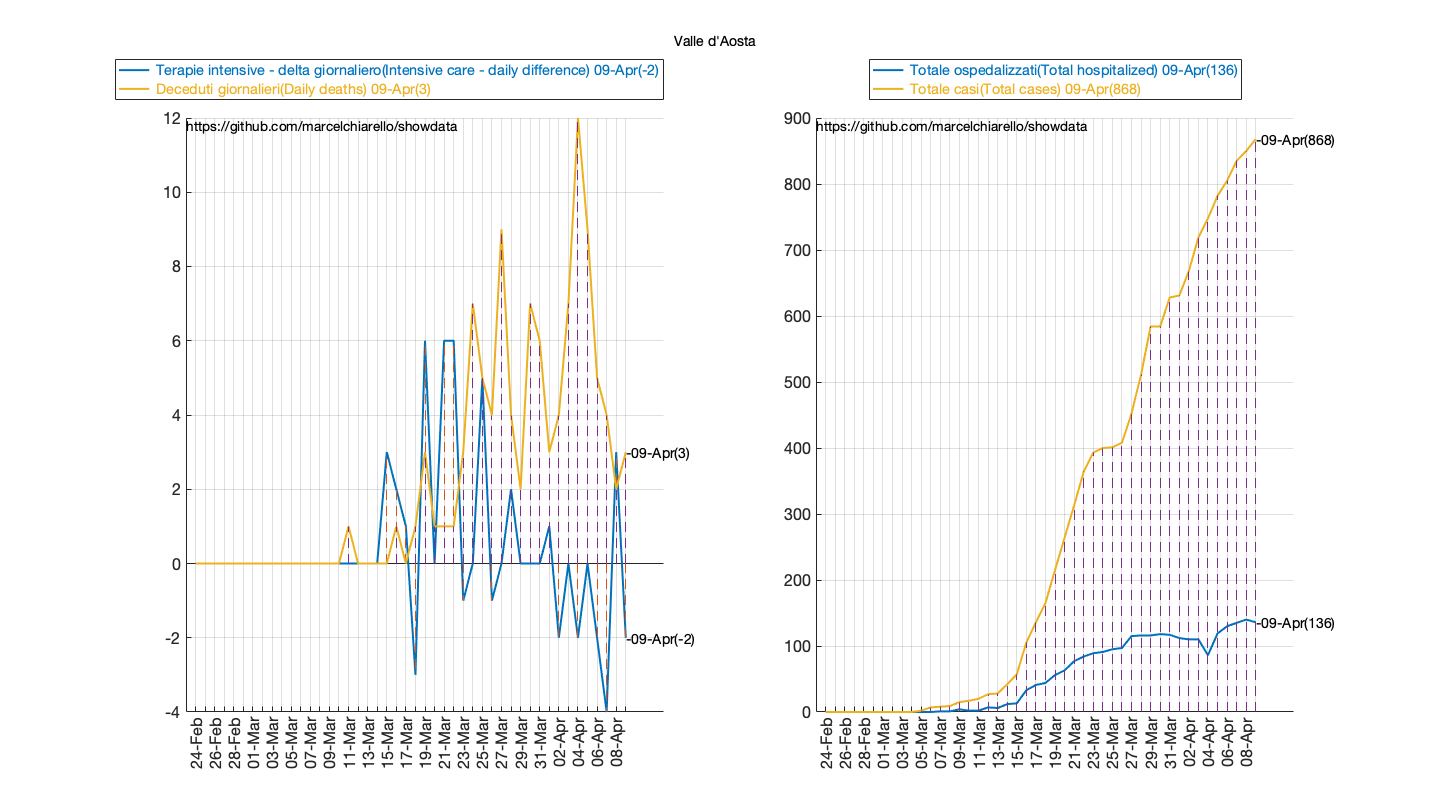 Valle d'Aosta
Terapie intensive - delta giornaliero(Intensive care - daily difference) 09-Apr(-2)
Deceduti giornalieri(Daily deaths) 09-Apr(3)
https://github.com/marcelchiarello/showdata
12
10
8
6
4
2
0
-2
-4
-09-Apr(3)
-09-Apr(-2)
24-Feb
26-Feb
28-Feb
01-Mar
03-Mar
05-Mar
07-Mar
09-Mar
11-Mar
13-Mar
15-Mar
17-Mar
19-Mar
21-Mar
23-Mar
25-Mar
27-Mar
29-Mar
31-Mar
02-Apr
04-Apr
06-Apr
08-Apr
Totale ospedalizzati(Total hospitalized) 09-Apr(136)
Totale casi(Total cases) 09-Apr(868)
https://github.com/marcelchiarello/showdata
900
800
700
600
500
400
300
200
100
0
-09-Apr(868)
-09-Apr(136)
24-Feb
26-Feb
28-Feb
01-Mar
03-Mar
05-Mar
07-Mar
09-Mar
11-Mar
13-Mar
15-Mar
17-Mar
19-Mar
21-Mar
23-Mar
25-Mar
27-Mar
29-Mar
31-Mar
02-Apr
04-Apr
06-Apr
08-Apr